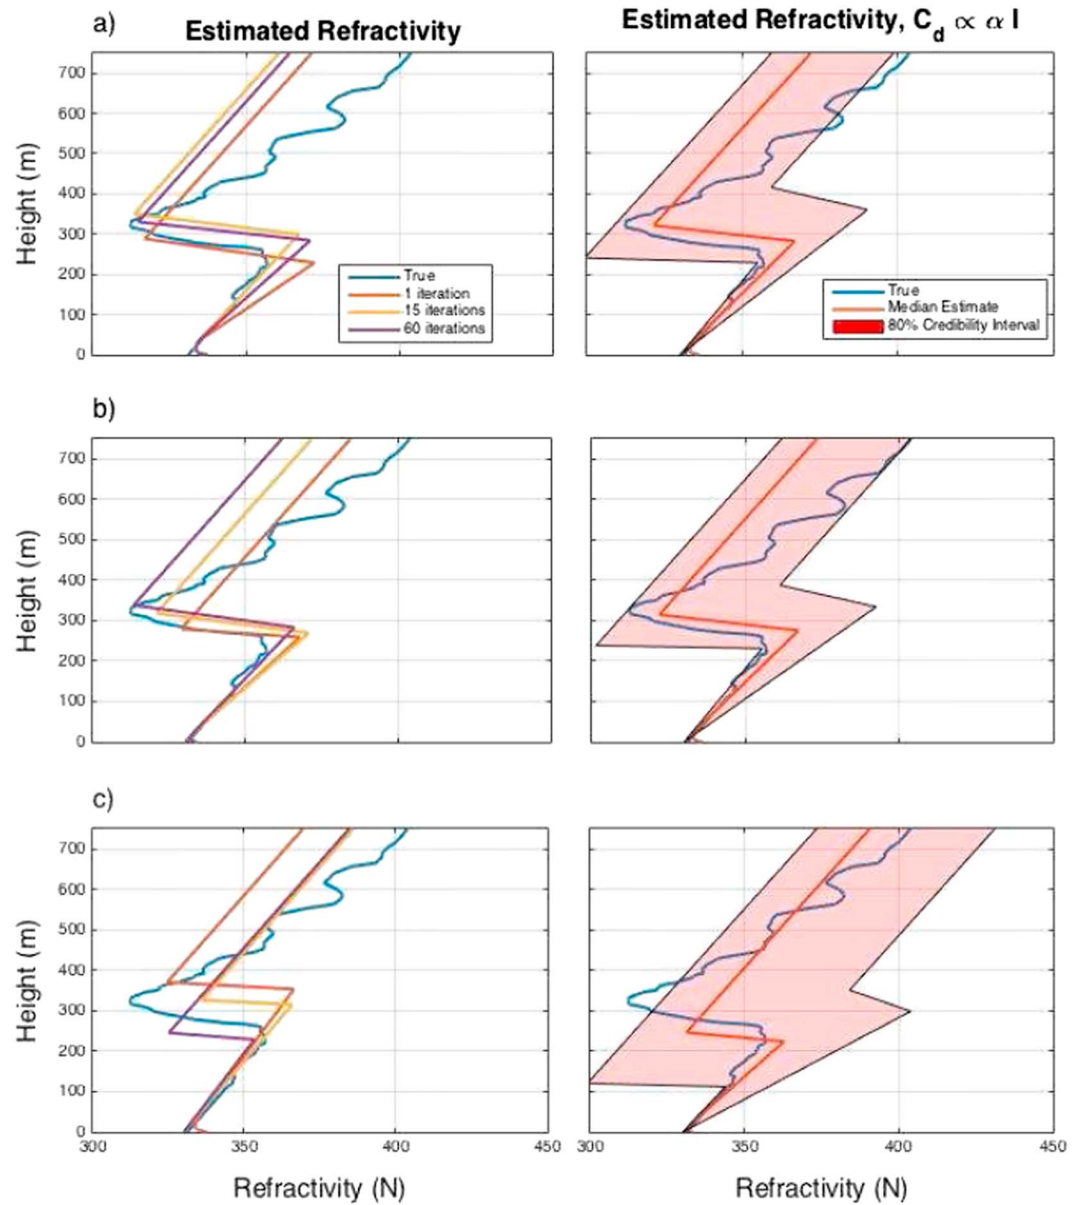 a)
Estimated Refractivity
Estimated Refractivity, C_d ∝ α I
700
600
500
400
300
200
100
0
Height (m)
True
1 iteration
15 iterations
60 iterations
True
Median Estimate
80% Credibility Interval
b)
700
600
500
400
300
200
100
0
Height (m)
c)
700
600
500
400
300
200
100
0
Height (m)
300 350 400 450
300 350 400 450
Refractivity (N)
Refractivity (N)